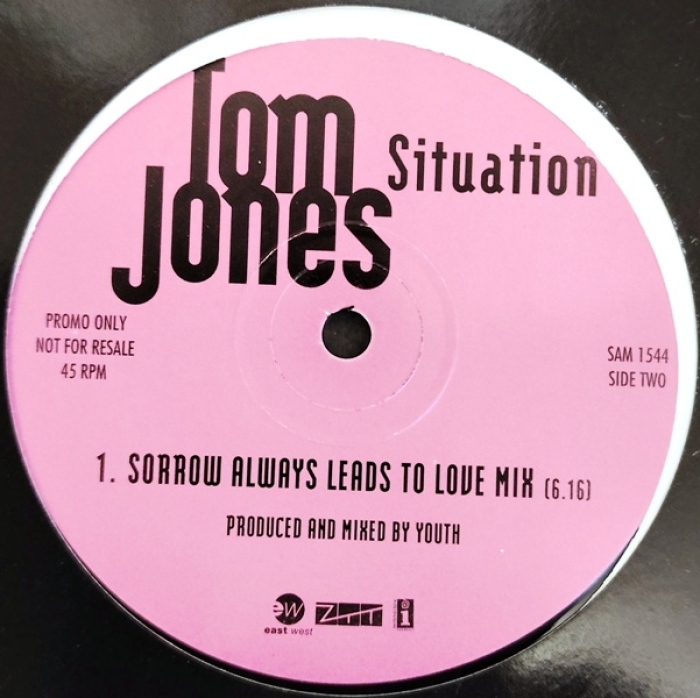 Tom
Jones
Situation
PROMO ONLY
NOT FOR RESALE
45 RPM
SAM 1544
SIDE TWO
1. SORROW ALWAYS LEADS TO LOVE MIX (6.16)
PRODUCED AND MIXED BY YOUTH
ew
east west
ZTT
i